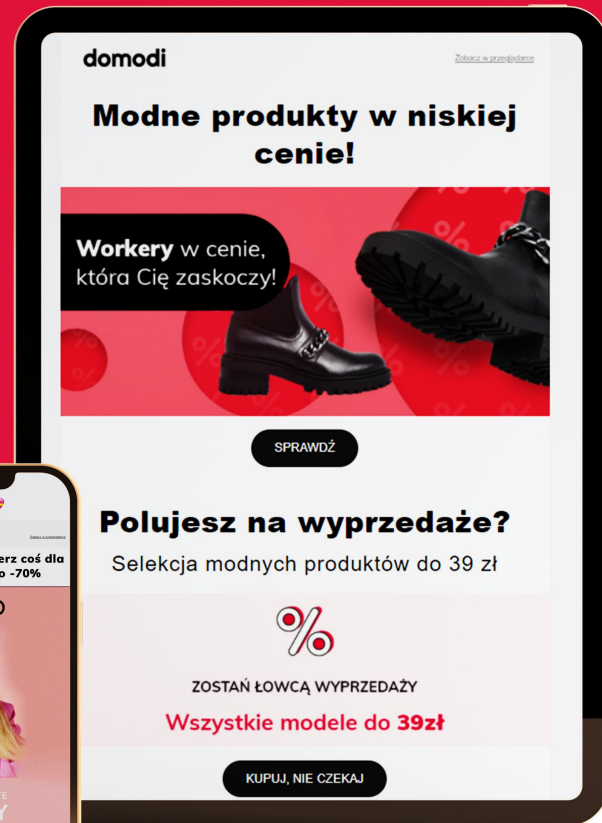 domodi
Zobacz w przeglądarce
Modne produkty w niskiej
cenie!
Workery w cenie,
która Cię zaskoczy!
SPRAWDŹ
Polujesz na wyprzedaże?
Selekcja modnych produktów do 39 zł
%
ZOSTAŃ ŁOWCĄ WYPRZEDAŻY
Wszystkie modele do 39zł
KUPUJ, NIE CZEKAJ
coś dla
-70%